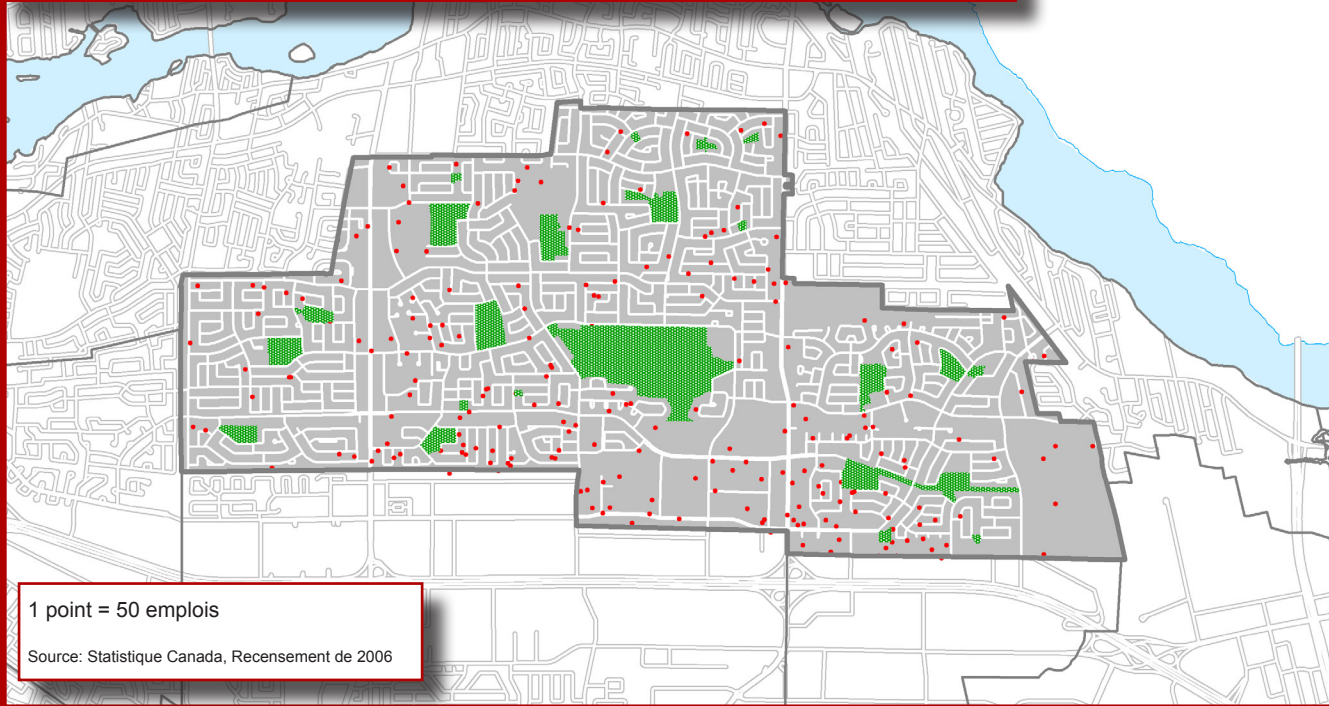 1 point = 50 emplois
Source: Statistique Canada, Recensement de 2006